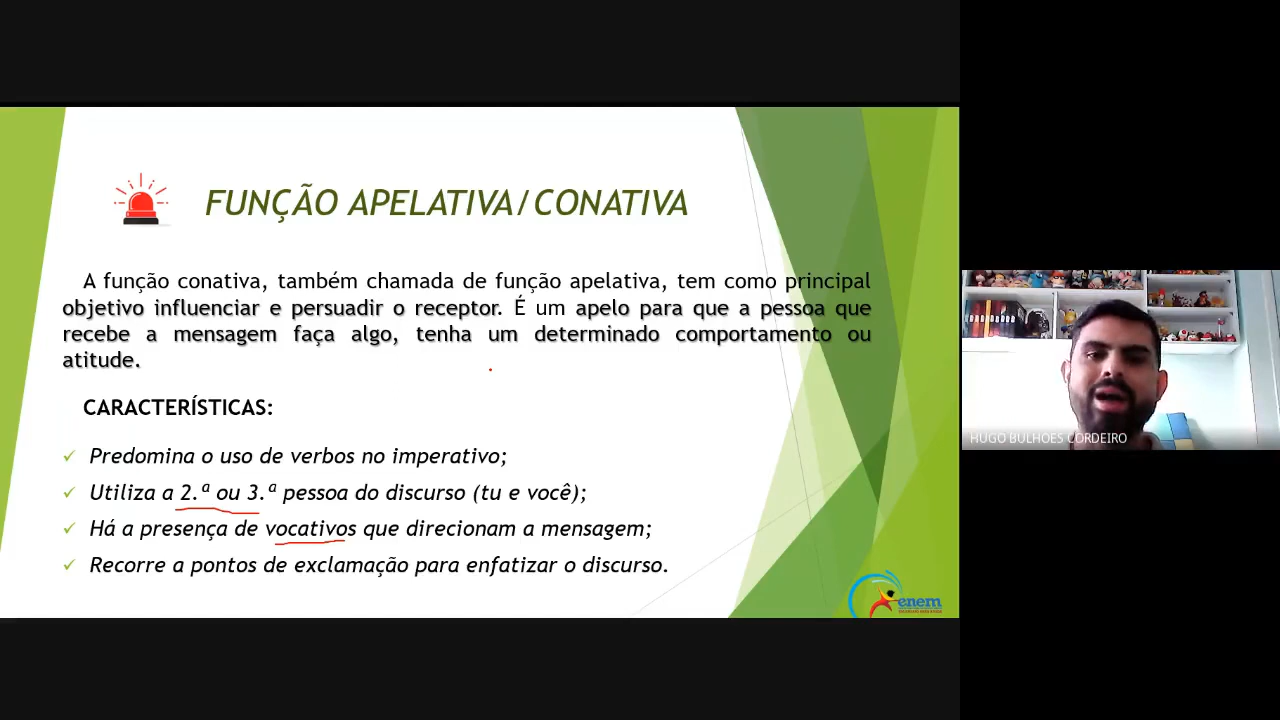 FUNÇÃO APELATIVA/CONATIVA
A função conativa, também chamada de função apelativa, tem como principal
objetivo influenciar e persuadir o receptor. É um apelo para que a pessoa que
recebe a mensagem faça algo, tenha um determinado comportamento ou
atitude.
CARACTERÍSTICAS:
Predomina o uso de verbos no imperativo;
Utiliza a 2.ª ou 3.ª pessoa do discurso (tu e você);
Há a presença de vocativos que direcionam a mensagem;
Recorre a pontos de exclamação para enfatizar o discurso.
enem
HUGO BULHOES CORDEIRO